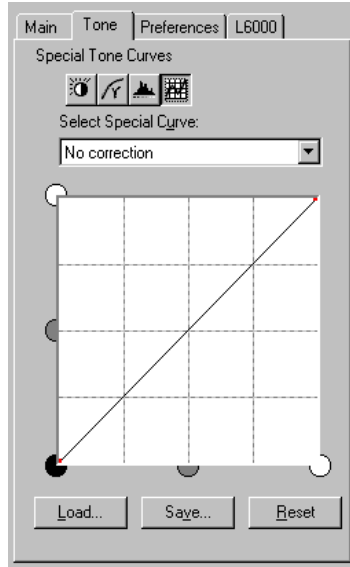 Main Tone Preferences L6000
Special Tone Curves
Select Special Curve:
No correction
Load... Save... Reset